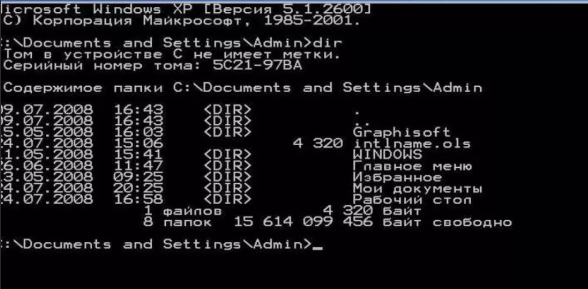 icrosoft Windows XP [Версия 5.1.2600]
С) Корпорация Майкрософт, 1985-2001.
:\Documents and Settings\Admin>dir
Том в устройстве C не имеет метки.
Серийный номер тома: 5C21-97BA
Содержимое папки C:\Documents and Settings\Admin
9.07.2008 16:43 <DIR> .
9.07.2008 16:43 <DIR> ..
5.05.2008 16:03 <DIR> Graphisoft
4.07.2008 15:06 4 320 intlname.ols
1.05.2008 15:41 <DIR> WINDOWS
6.06.2008 11:47 <DIR> Главное меню
3.05.2008 09:25 <DIR> Избранное
4.07.2008 20:25 <DIR> Мои документы
4.07.2008 16:58 <DIR> Рабочий стол
1 файлов 4 320 байт
8 папок 15 614 099 456 байт свободно
:\Documents and Settings\Admin>_